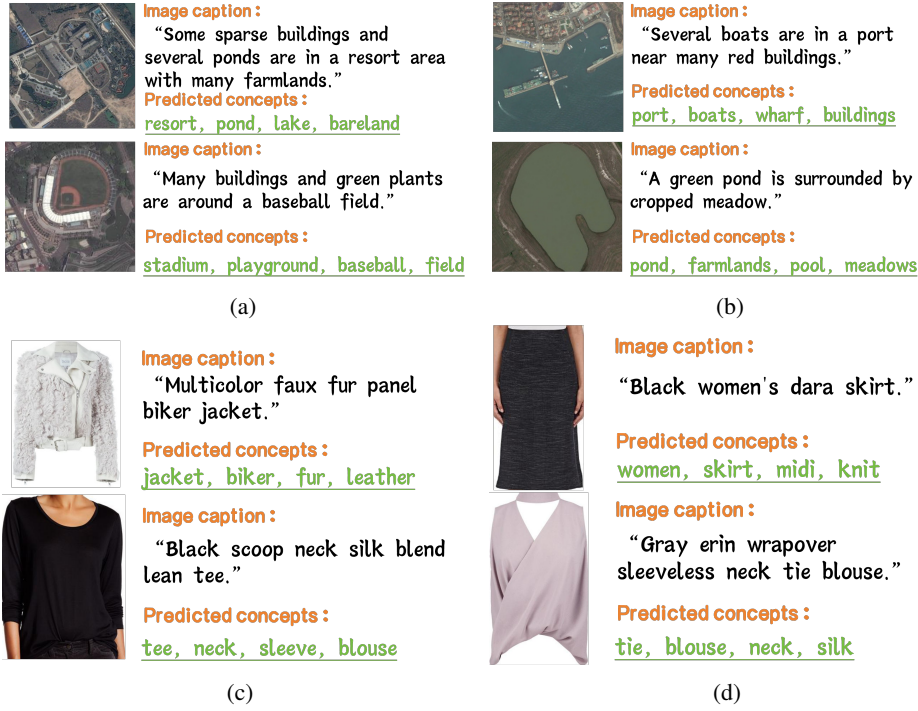 Image caption :
“Some sparse buildings and
several ponds are in a resort area
with many farmlands.”
Predicted concepts :
resort, pond, lake, bareland
Image caption :
“Many buildings and green plants
are around a baseball field.”
Predicted concepts :
stadium, playground, baseball, field
(a)
Image caption :
“Several boats are in a port
near many red buildings.”
Predicted concepts :
port, boats, wharf, buildings
Image caption :
“A green pond is surrounded by
cropped meadow.”
Predicted concepts :
pond, farmlands, pool, meadows
(b)
Image caption :
“Multicolor faux fur panel
biker jacket.”
Predicted concepts :
jacket, biker, fur, leather
Image caption :
“Black scoop neck silk blend
lean tee.”
Predicted concepts :
tee, neck, sleeve, blouse
(c)
Image caption :
“Black women's dara skirt.”
Predicted concepts :
women, skirt, midi, knit
Image caption :
“Gray erin wrapover
sleeveless neck tie blouse.”
Predicted concepts :
tie, blouse, neck, silk
(d)